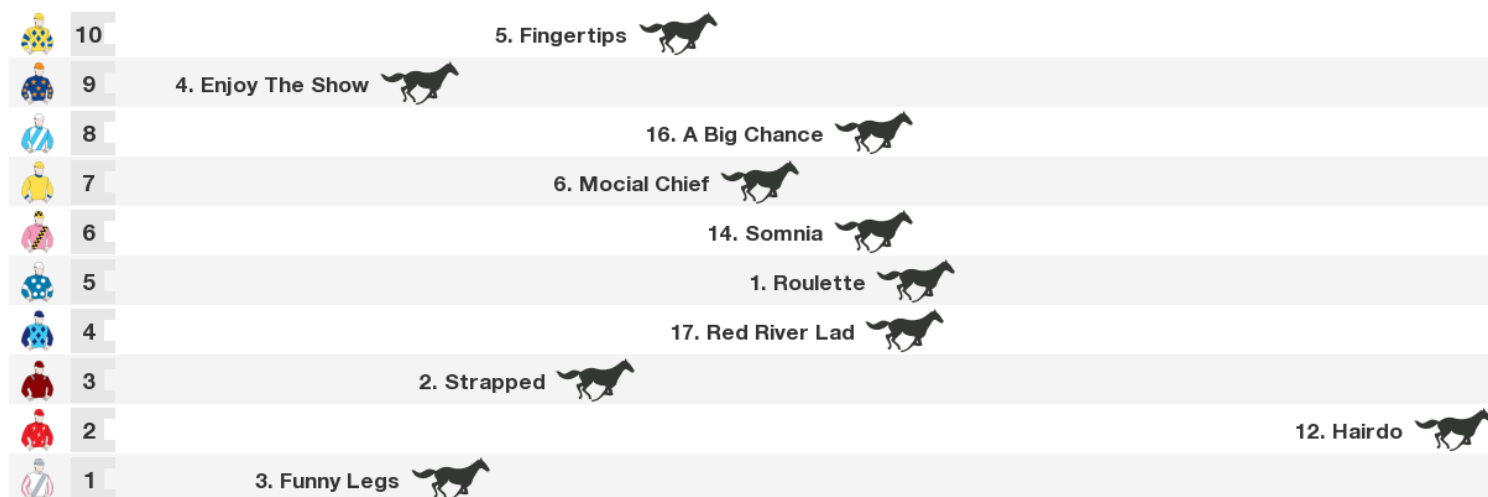 10 5. Fingertips
9 4. Enjoy The Show
8 16. A Big Chance
7 6. Mocial Chief
6 14. Somnia
5 1. Roulette
4 17. Red River Lad
3 2. Strapped
2 12. Hairdo
1 3. Funny Legs